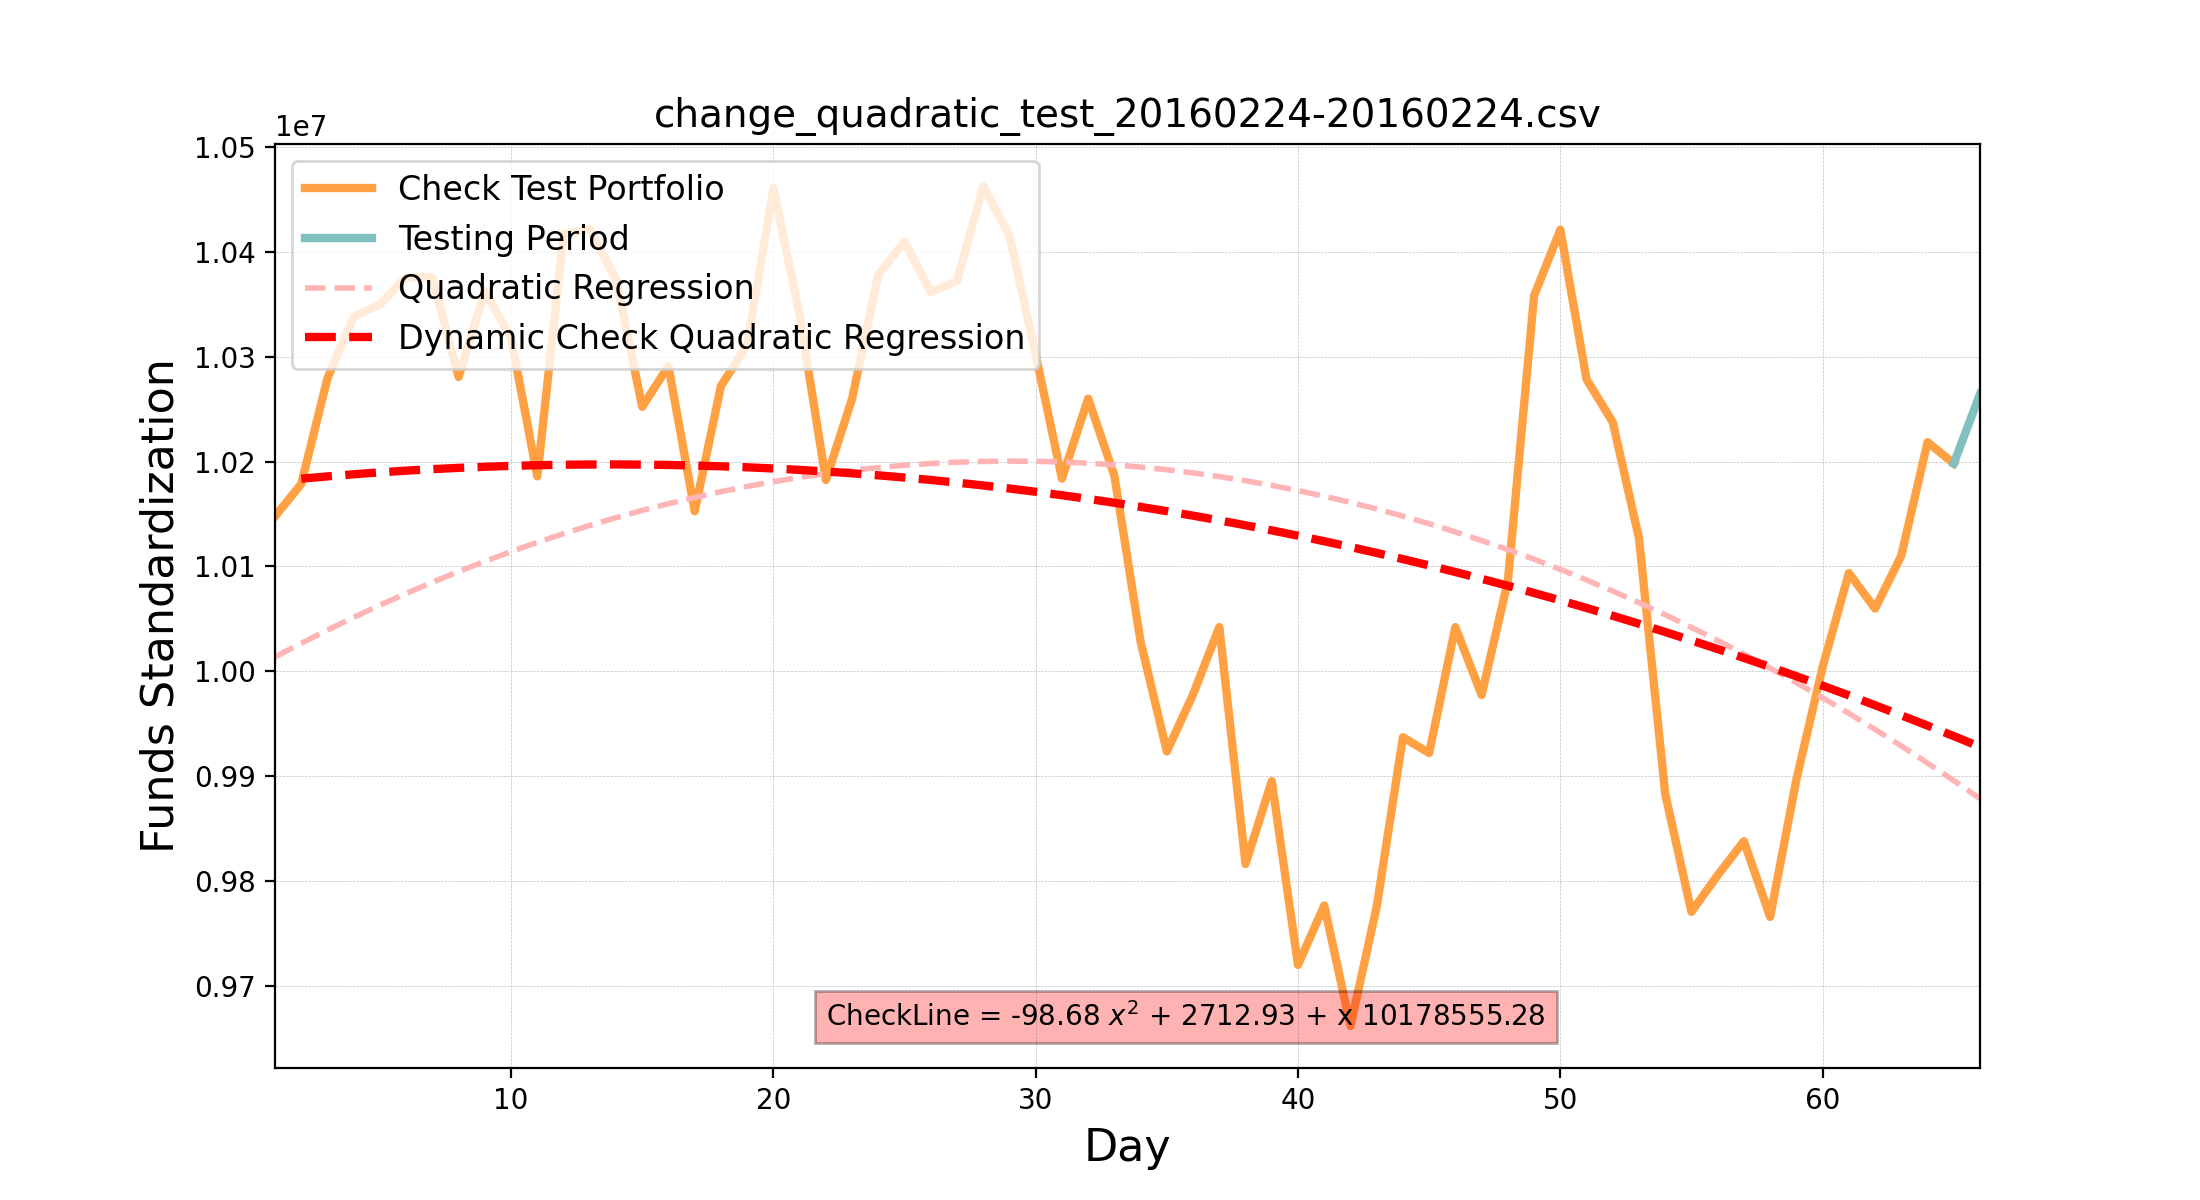 change_quadratic_test_20160224-20160224.csv
1e7
1.05
1.04
1.03
1.02
1.01
1.00
0.99
0.98
0.97
Funds Standardization
Check Test Portfolio
Testing Period
Quadratic Regression
Dynamic Check Quadratic Regression
CheckLine = -98.68 x² + 2712.93 + x 10178555.28
10 20 30 40 50 60
Day